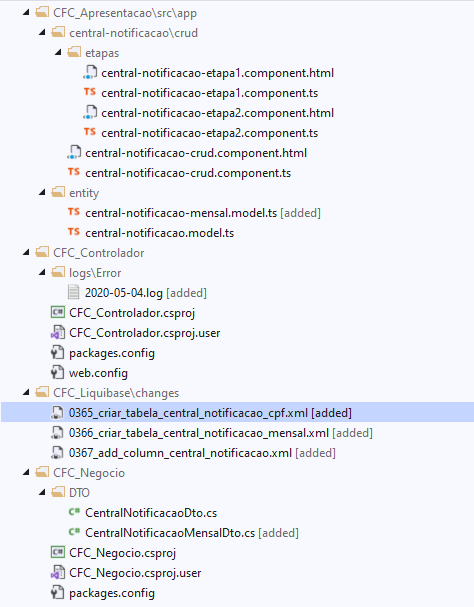 CFC_Apresentacao\src\app
central-notificacao\crud
etapas
central-notificacao-etapa1.component.html
TS central-notificacao-etapa1.component.ts
central-notificacao-etapa2.component.html
TS central-notificacao-etapa2.component.ts
central-notificacao-crud.component.html
TS central-notificacao-crud.component.ts
entity
TS central-notificacao-mensal.model.ts [added]
TS central-notificacao.model.ts
CFC_Controlador
logs\Error
2020-05-04.log [added]
C# CFC_Controlador.csproj
CFC_Controlador.csproj.user
packages.config
web.config
CFC_Liquibase\changes
0365_criar_tabela_central_notificacao_cpf.xml [added]
0366_criar_tabela_central_notificacao_mensal.xml [added]
0367_add_column_central_notificacao.xml [added]
CFC_Negocio
DTO
C# CentralNotificacaoDto.cs
C# CentralNotificacaoMensalDto.cs [added]
C# CFC_Negocio.csproj
CFC_Negocio.csproj.user
packages.config